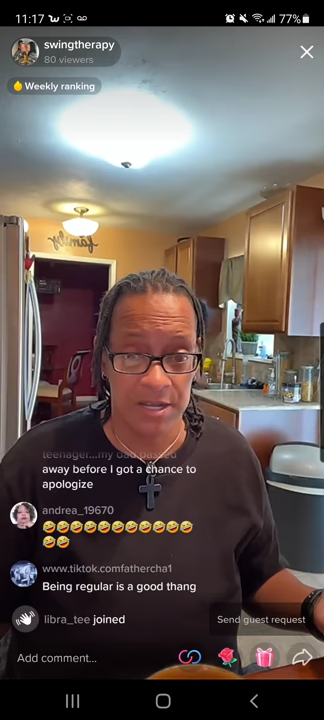 11:17
77%
swingtherapy
80 viewers
Weekly ranking
family
teenager...my dad passed
away before I got a chance to
apologize
andrea_19670
🤣🤣🤣🤣🤣🤣🤣🤣🤣🤣🤣
🤣🤣
www.tiktok.comfathercha1
Being regular is a good thang
libra_tee joined
Send guest request
Add comment...